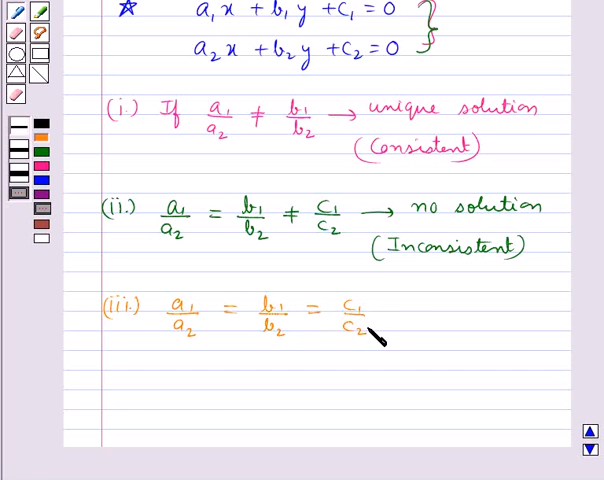 ☆ a₁x + b₁y + c₁ = 0
a₂x + b₂y + c₂ = 0
(i.) If a₁/a₂ ≠ b₁/b₂ → unique solution
(Consistent)
(ii.) a₁/a₂ = b₁/b₂ ≠ c₁/c₂ → no solution
(Inconsistent)
(iii.) a₁/a₂ = b₁/b₂ = c₁/c₂